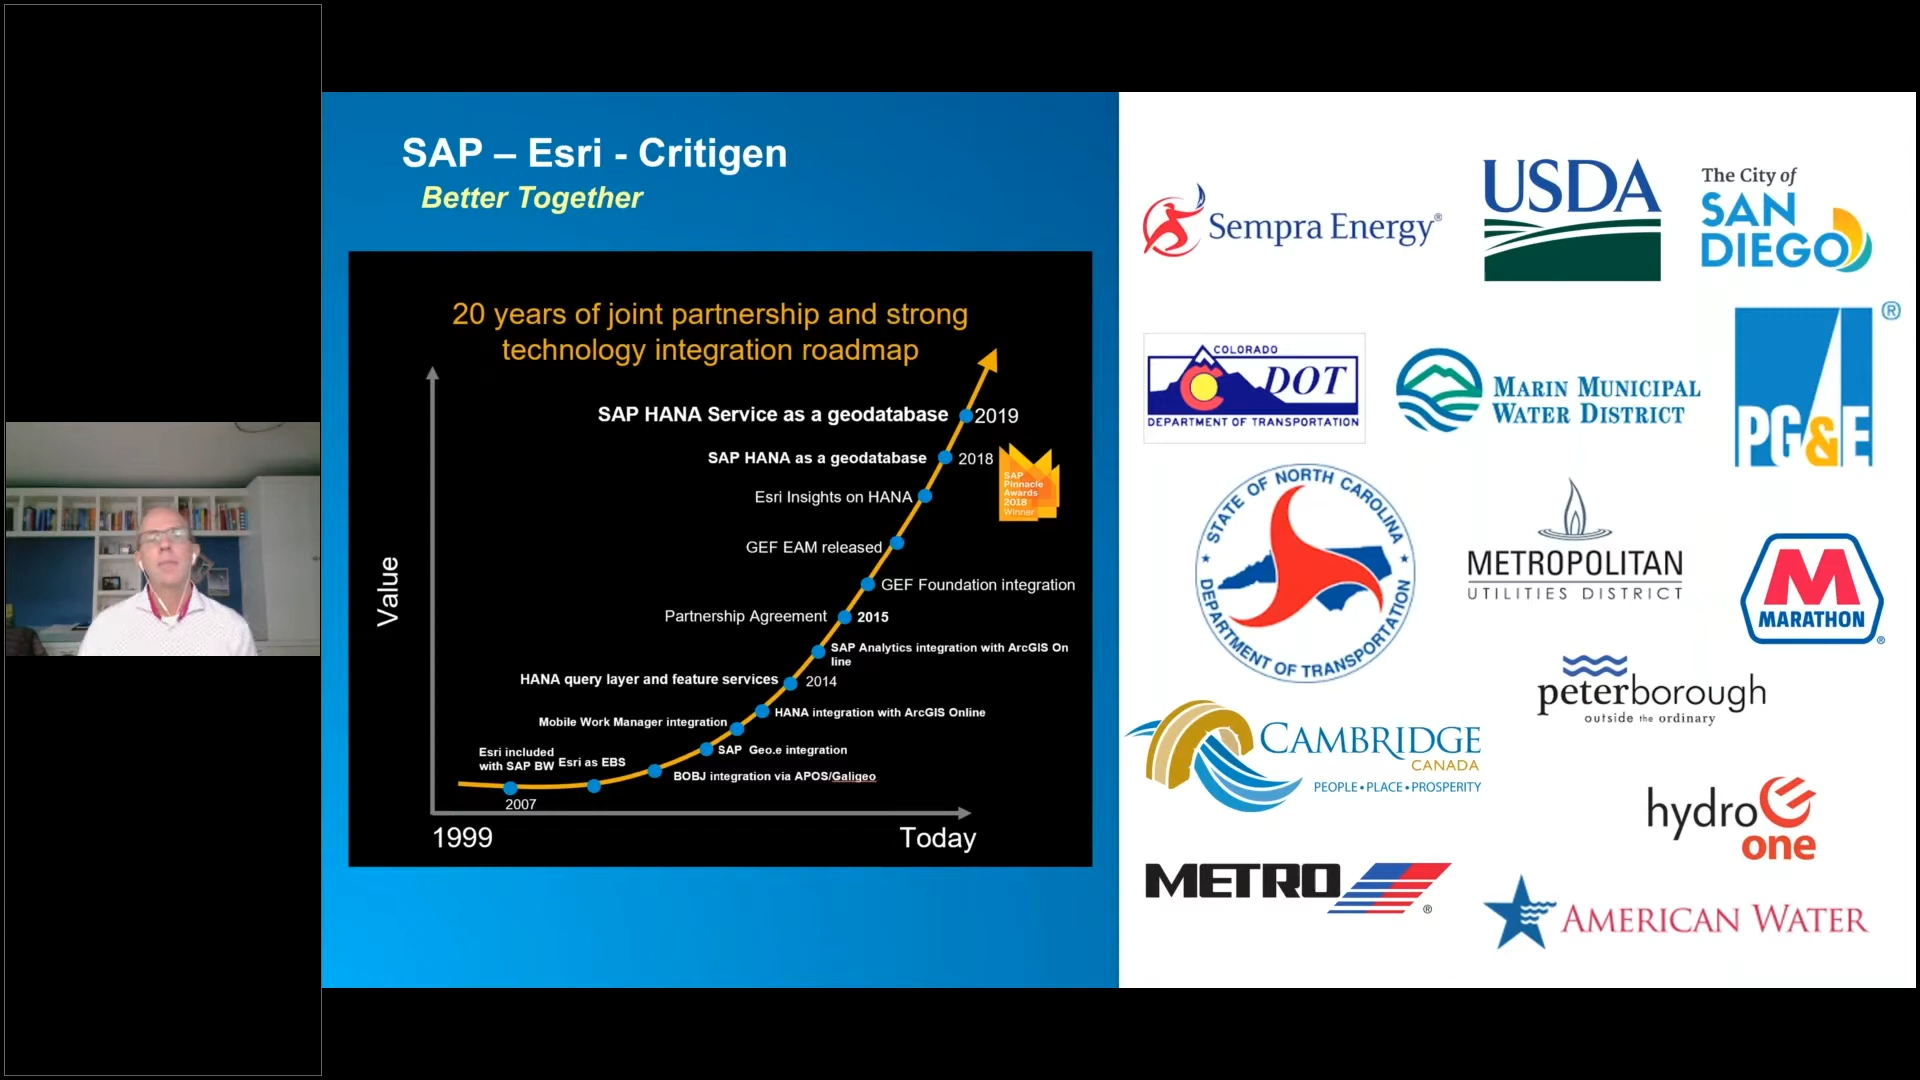 SAP – Esri - Critigen
Better Together
20 years of joint partnership and strong
technology integration roadmap
SAP HANA Service as a geodatabase
2019
SAP HANA as a geodatabase
2018
SAP
Pinnacle
Awards
2018
Winner
Esri Insights on HANA
GEF EAM released
GEF Foundation integration
Partnership Agreement
2015
SAP Analytics integration with ArcGIS On
line
HANA query layer and feature services
2014
HANA integration with ArcGIS Online
Mobile Work Manager integration
SAP Geo.e integration
Esri included
with SAP BW
Esri as EBS
BOBJ integration via APOS/Galigeo
2007
Value
1999
Today
Sempra Energy®
USDA
The City of
SAN
DIEGO
COLORADO
DOT
DEPARTMENT OF TRANSPORTATION
MARIN MUNICIPAL
WATER DISTRICT
PG&E
®
STATE OF NORTH CAROLINA
DEPARTMENT OF TRANSPORTATION
METROPOLITAN
UTILITIES DISTRICT
M
MARATHON
®
peterborough
outside the ordinary
CAMBRIDGE
CANADA
PEOPLE • PLACE • PROSPERITY
hydro
one
METRO
®
AMERICAN WATER